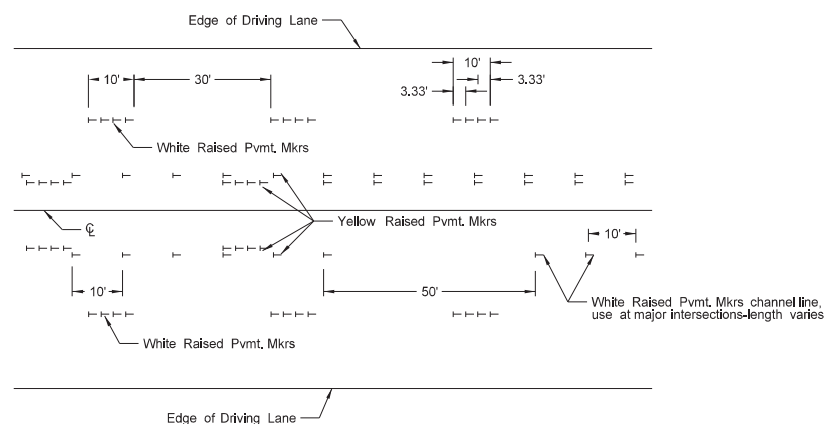 Edge of Driving Lane
10'
10'
30'
3.33'
3.33'
White Raised Pvmt. Mkrs
℄
Yellow Raised Pvmt. Mkrs
10'
10'
50'
White Raised Pvmt. Mkrs channel line,
use at major intersections-length varies
White Raised Pvmt. Mkrs
Edge of Driving Lane